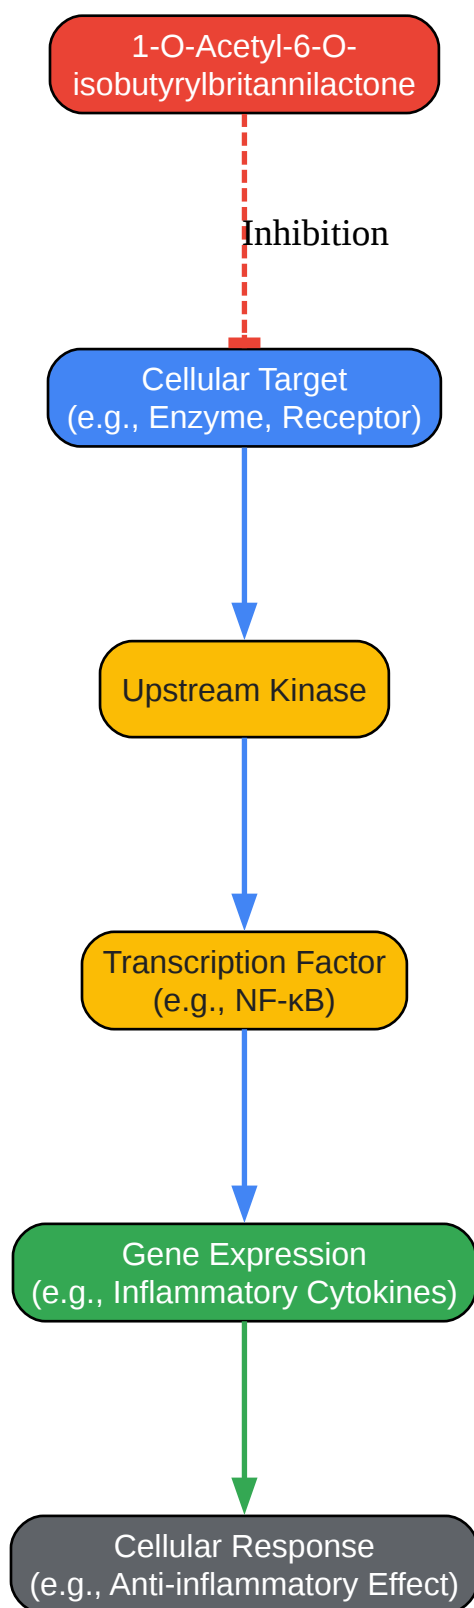 1-O-Acetyl-6-O-
isobutyrylbritannilactone
Inhibition
Cellular Target
(e.g., Enzyme, Receptor)
Upstream Kinase
Transcription Factor
(e.g., NF-κB)
Gene Expression
(e.g., Inflammatory Cytokines)
Cellular Response
(e.g., Anti-inflammatory Effect)